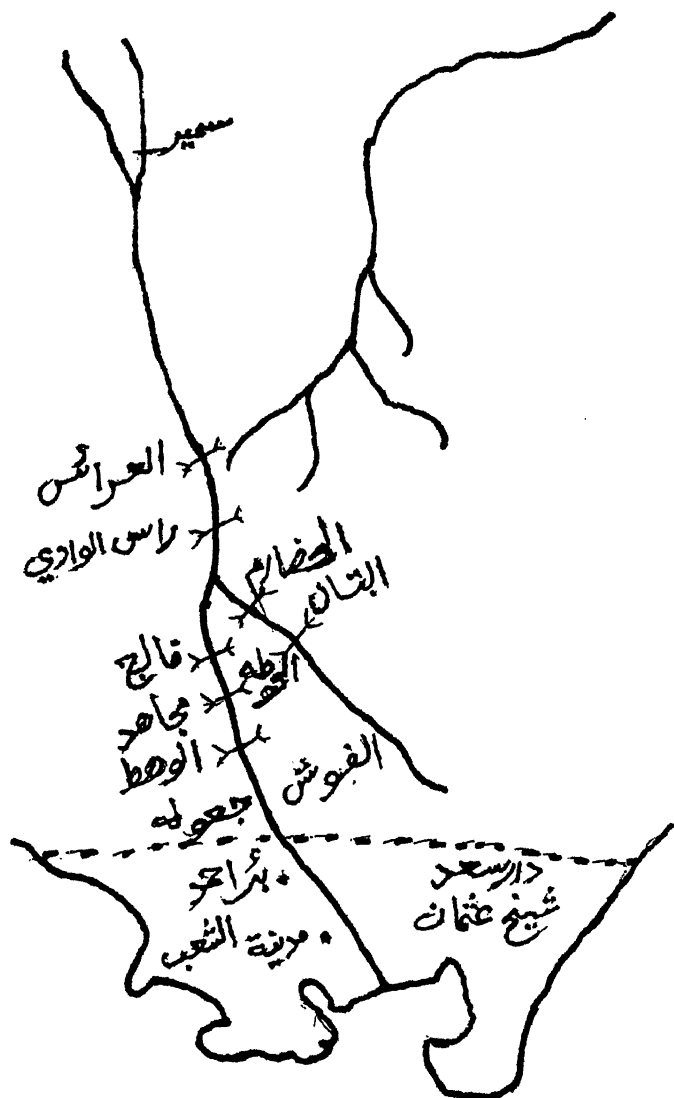 سمير
العرائس
راس الوادي
الحضارم
الثان
فالج
الحوطه
مجاهد
الوهط
الفيوش
جعوله
دار سعد
شيخ عثمان
بئر احمد
مدينة الشعب